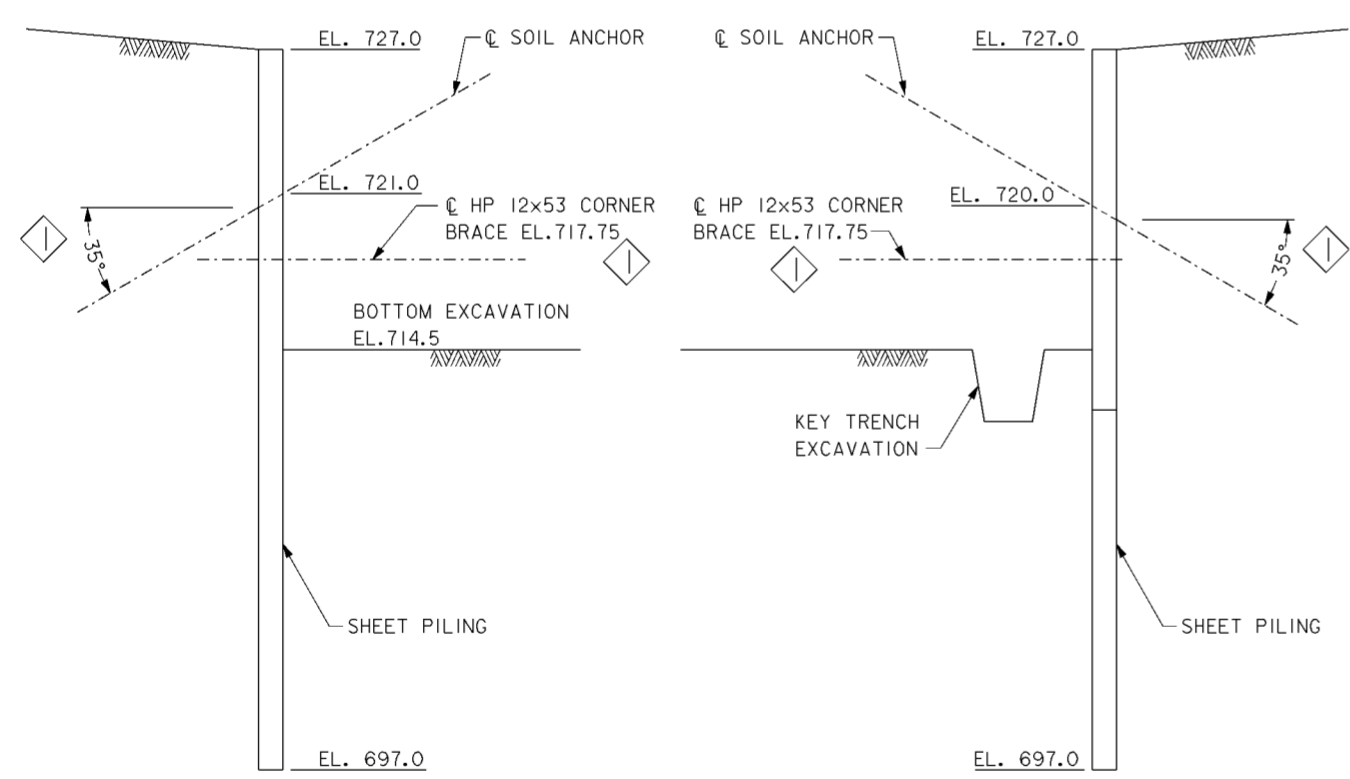 EL. 727.0
℄ SOIL ANCHOR
EL. 721.0
℄ HP 12x53 CORNER
BRACE EL.717.75
1
35°
1
BOTTOM EXCAVATION
EL.714.5
SHEET PILING
EL. 697.0
℄ SOIL ANCHOR
EL. 727.0
EL. 720.0
℄ HP 12x53 CORNER
BRACE EL.717.75
1
35°
1
KEY TRENCH
EXCAVATION
SHEET PILING
EL. 697.0